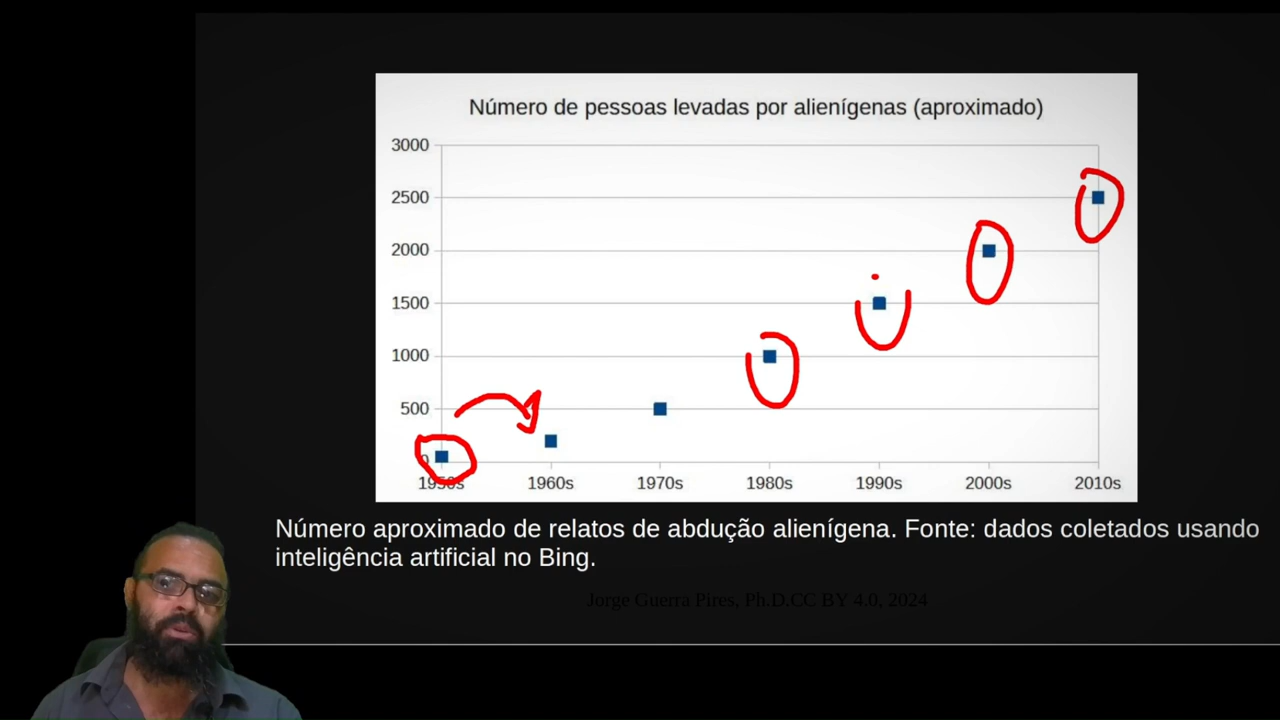 Número de pessoas levadas por alienígenas (aproximado)
3000
2500
2000
1500
1000
500
0
1950s 1960s 1970s 1980s 1990s 2000s 2010s
Número aproximado de relatos de abdução alienígena. Fonte: dados coletados usando
inteligência artificial no Bing.
Jorge Guerra Pires, Ph.D.CC BY 4.0, 2024